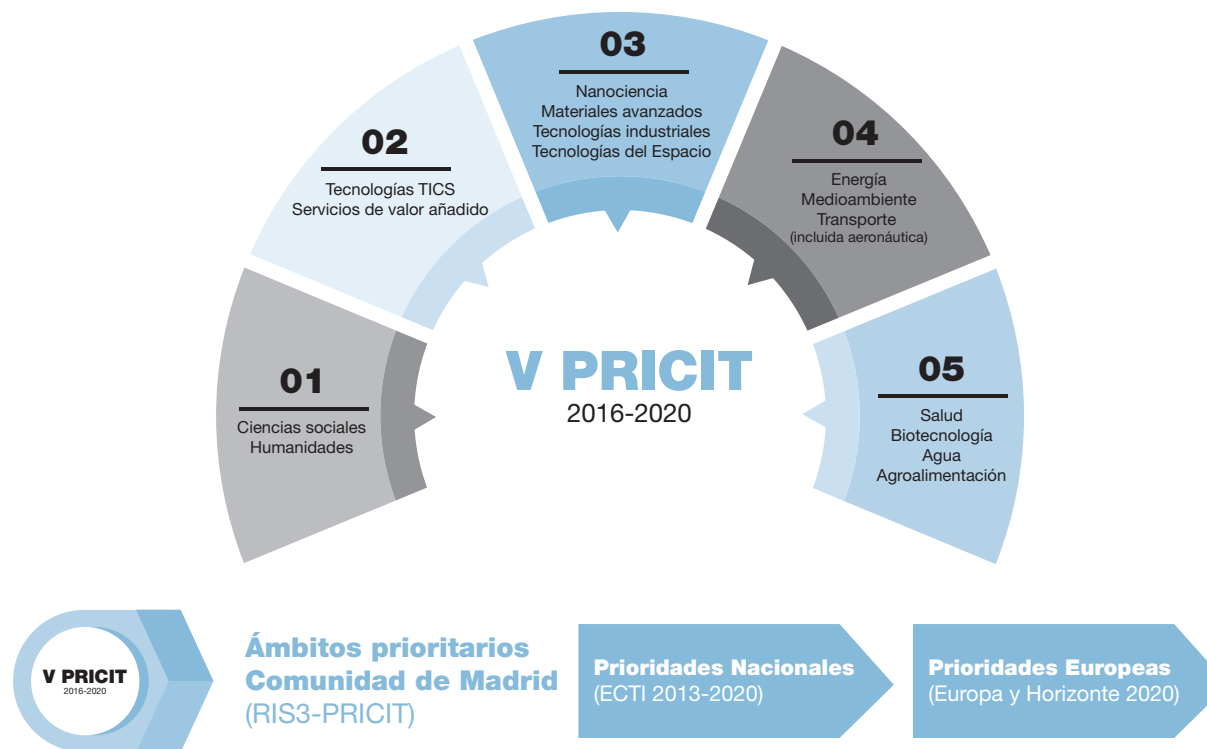 01
Ciencias sociales
Humanidades
02
Tecnologías TICS
Servicios de valor añadido
03
Nanociencia
Materiales avanzados
Tecnologías industriales
Tecnologías del Espacio
04
Energía
Medioambiente
Transporte
(incluida aeronáutica)
05
Salud
Biotecnología
Agua
Agroalimentación
V PRICIT
2016-2020
V PRICIT
2016-2020
Ámbitos prioritarios
Comunidad de Madrid
(RIS3-PRICIT)
Prioridades Nacionales
(ECTI 2013-2020)
Prioridades Europeas
(Europa y Horizonte 2020)